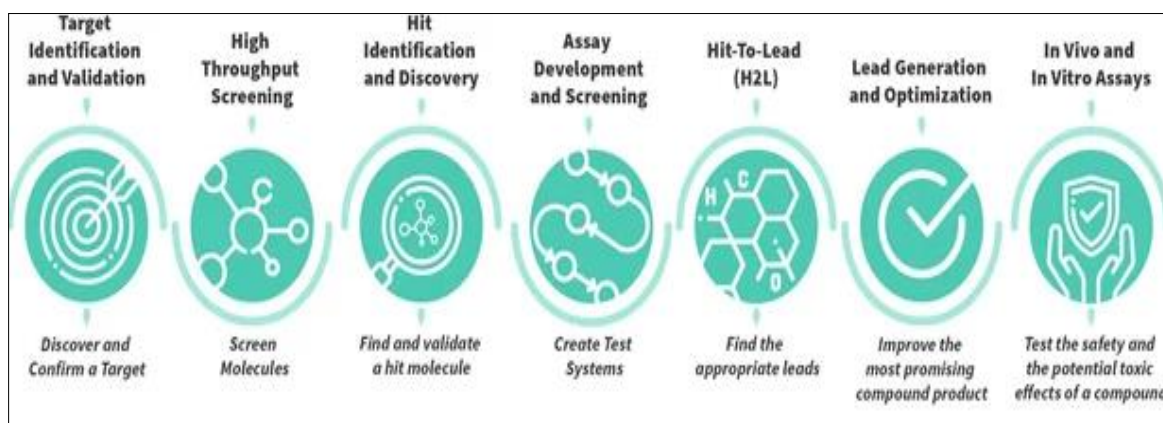 Target
Identification
and Validation
Discover and
Confirm a Target
High
Throughput
Screening
Screen
Molecules
Hit
Identification
and Discovery
Find and validate
a hit molecule
Assay
Development
and Screening
Create Test
Systems
Hit-To-Lead
(H2L)
H
C
O
Find the
appropriate leads
Lead Generation
and Optimization
Improve the
most promising
compound product
In Vivo and
In Vitro Assays
Test the safety and
the potential toxic
effects of a compound